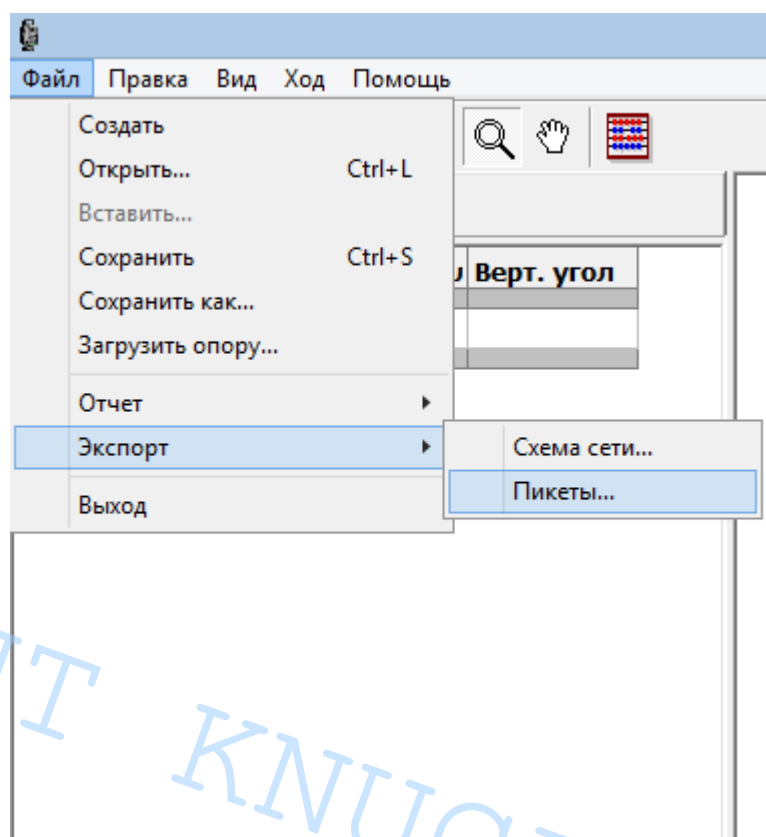 Файл Правка Вид Ход Помощь
Создать
Открыть... Ctrl+L
Вставить...
Сохранить Ctrl+S
Верт. угол
Сохранить как...
Загрузить опору...
Отчет
Экспорт
Схема сети...
Пикеты...
Выход